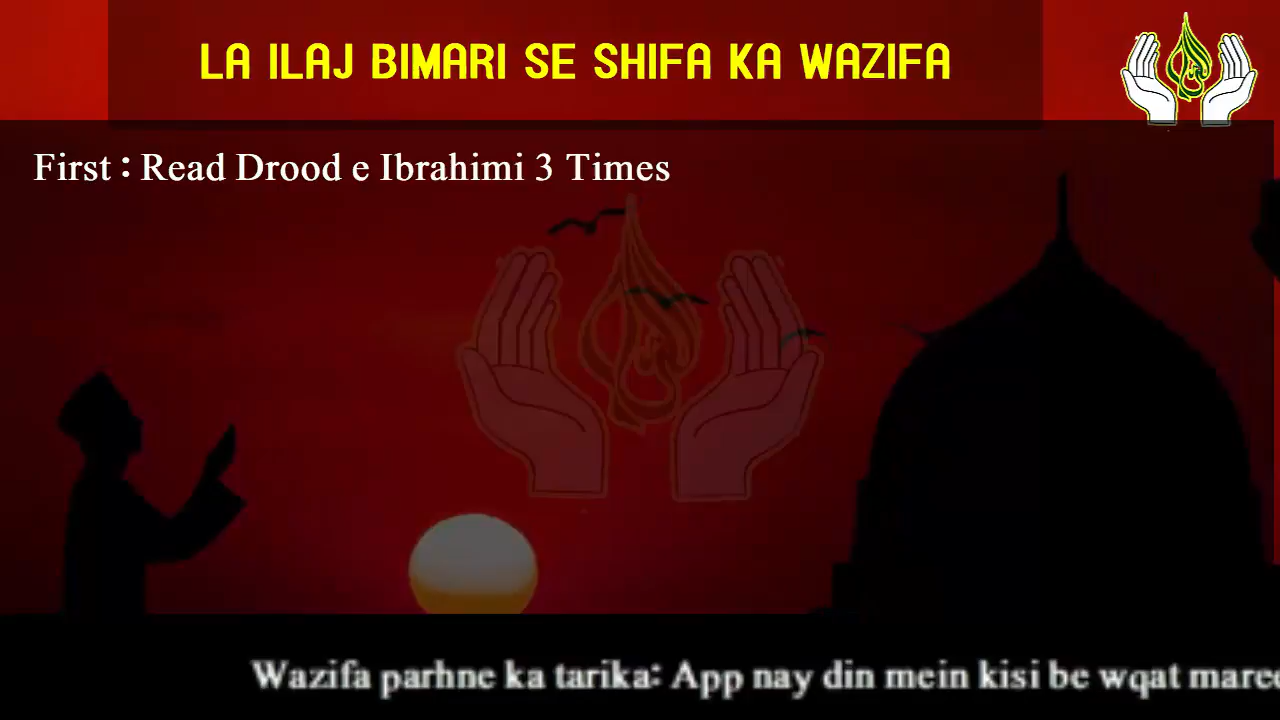 LA ILAJ BIMARI SE SHIFA KA WAZIFA
First : Read Drood e Ibrahimi 3 Times
Wazifa parhne ka tarika: App nay din mein kisi be wqat